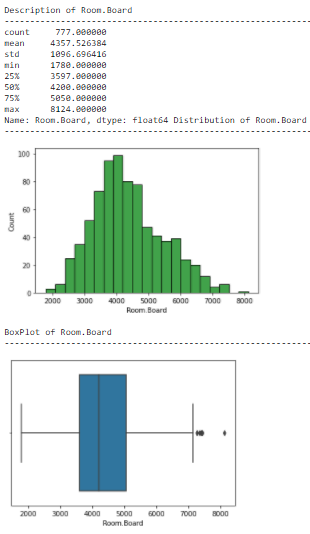 Description of Room.Board
------------------------------------------------------------
count 777.000000
mean 4357.526384
std 1096.696416
min 1780.000000
25% 3597.000000
50% 4200.000000
75% 5050.000000
max 8124.000000
Name: Room.Board, dtype: float64 Distribution of Room.Board
------------------------------------------------------------
100
80
60
40
20
0
Count
2000 3000 4000 5000 6000 7000 8000
Room.Board
BoxPlot of Room.Board
------------------------------------------------------------
2000 3000 4000 5000 6000 7000 8000
Room.Board